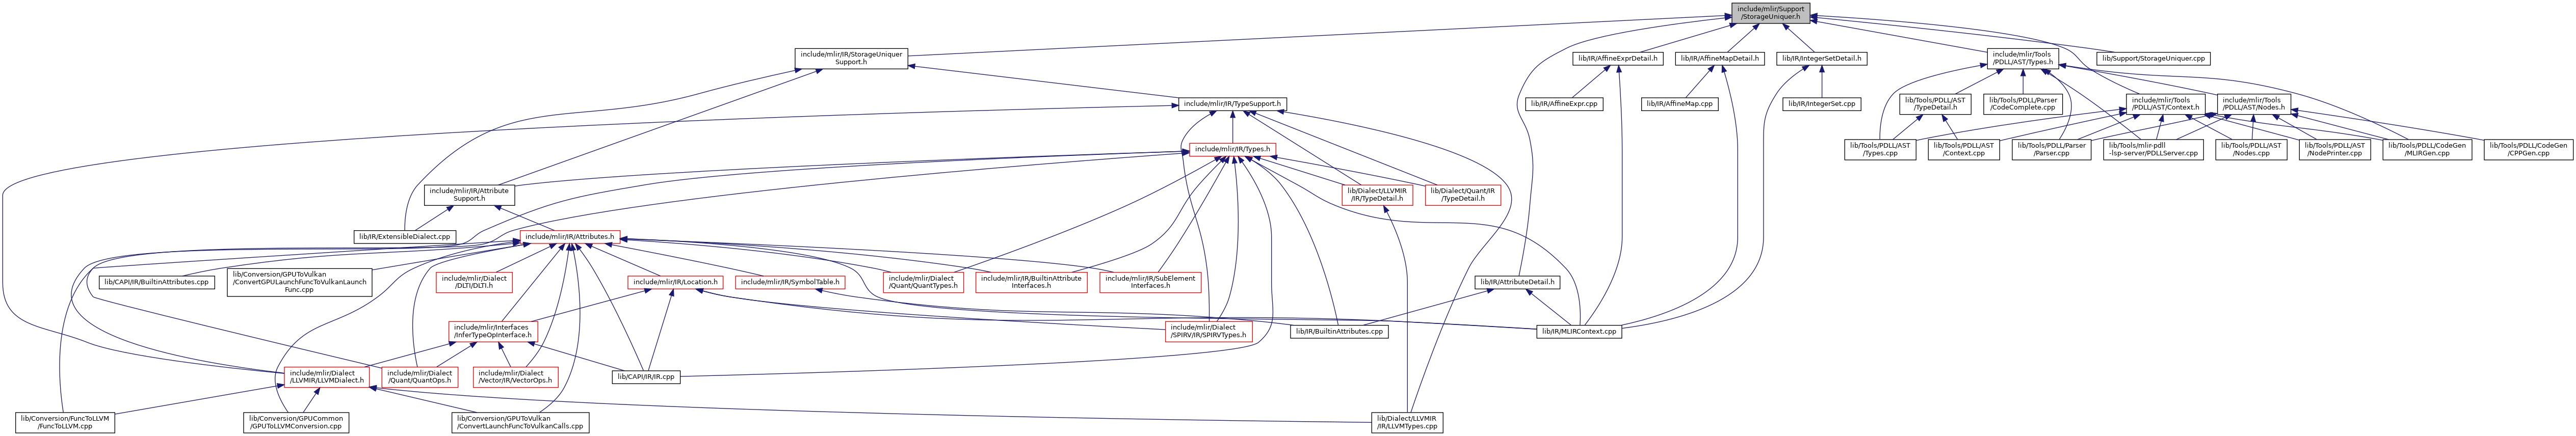 include/mlir/Support
/StorageUniquer.h
include/mlir/IR/StorageUniquer
Support.h
lib/IR/AffineExprDetail.h
lib/IR/AffineMapDetail.h
lib/IR/IntegerSetDetail.h
include/mlir/Tools
/PDLL/AST/Types.h
lib/Support/StorageUniquer.cpp
include/mlir/IR/TypeSupport.h
lib/IR/AffineExpr.cpp
lib/IR/AffineMap.cpp
lib/IR/IntegerSet.cpp
lib/Tools/PDLL/AST
/TypeDetail.h
lib/Tools/PDLL/Parser
/CodeComplete.cpp
include/mlir/Tools
/PDLL/AST/Context.h
include/mlir/Tools
/PDLL/AST/Nodes.h
include/mlir/IR/Types.h
lib/Tools/PDLL/AST
/Types.cpp
lib/Tools/PDLL/AST
/Context.cpp
lib/Tools/PDLL/Parser
/Parser.cpp
lib/Tools/mlir-pdll
-lsp-server/PDLLServer.cpp
lib/Tools/PDLL/AST
/Nodes.cpp
lib/Tools/PDLL/AST
/NodePrinter.cpp
lib/Tools/PDLL/CodeGen
/MLIRGen.cpp
lib/Tools/PDLL/CodeGen
/CPPGen.cpp
include/mlir/IR/Attribute
Support.h
lib/Dialect/LLVMIR
/IR/TypeDetail.h
lib/Dialect/Quant/IR
/TypeDetail.h
lib/IR/ExtensibleDialect.cpp
include/mlir/IR/Attributes.h
lib/CAPI/IR/BuiltinAttributes.cpp
lib/Conversion/GPUToVulkan
/ConvertGPULaunchFuncToVulkanLaunch
Func.cpp
include/mlir/Dialect
/DLTI/DLTI.h
include/mlir/IR/Location.h
include/mlir/IR/SymbolTable.h
include/mlir/Dialect
/Quant/QuantTypes.h
include/mlir/IR/BuiltinAttribute
Interfaces.h
include/mlir/IR/SubElement
Interfaces.h
lib/IR/AttributeDetail.h
include/mlir/Interfaces
/InferTypeOpInterface.h
include/mlir/Dialect
/SPIRV/IR/SPIRVTypes.h
lib/IR/BuiltinAttributes.cpp
lib/IR/MLIRContext.cpp
include/mlir/Dialect
/LLVMIR/LLVMDialect.h
include/mlir/Dialect
/Quant/QuantOps.h
include/mlir/Dialect
/Vector/IR/VectorOps.h
lib/CAPI/IR/IR.cpp
lib/Conversion/FuncToLLVM
/FuncToLLVM.cpp
lib/Conversion/GPUCommon
/GPUToLLVMConversion.cpp
lib/Conversion/GPUToVulkan
/ConvertLaunchFuncToVulkanCalls.cpp
lib/Dialect/LLVMIR
/IR/LLVMTypes.cpp